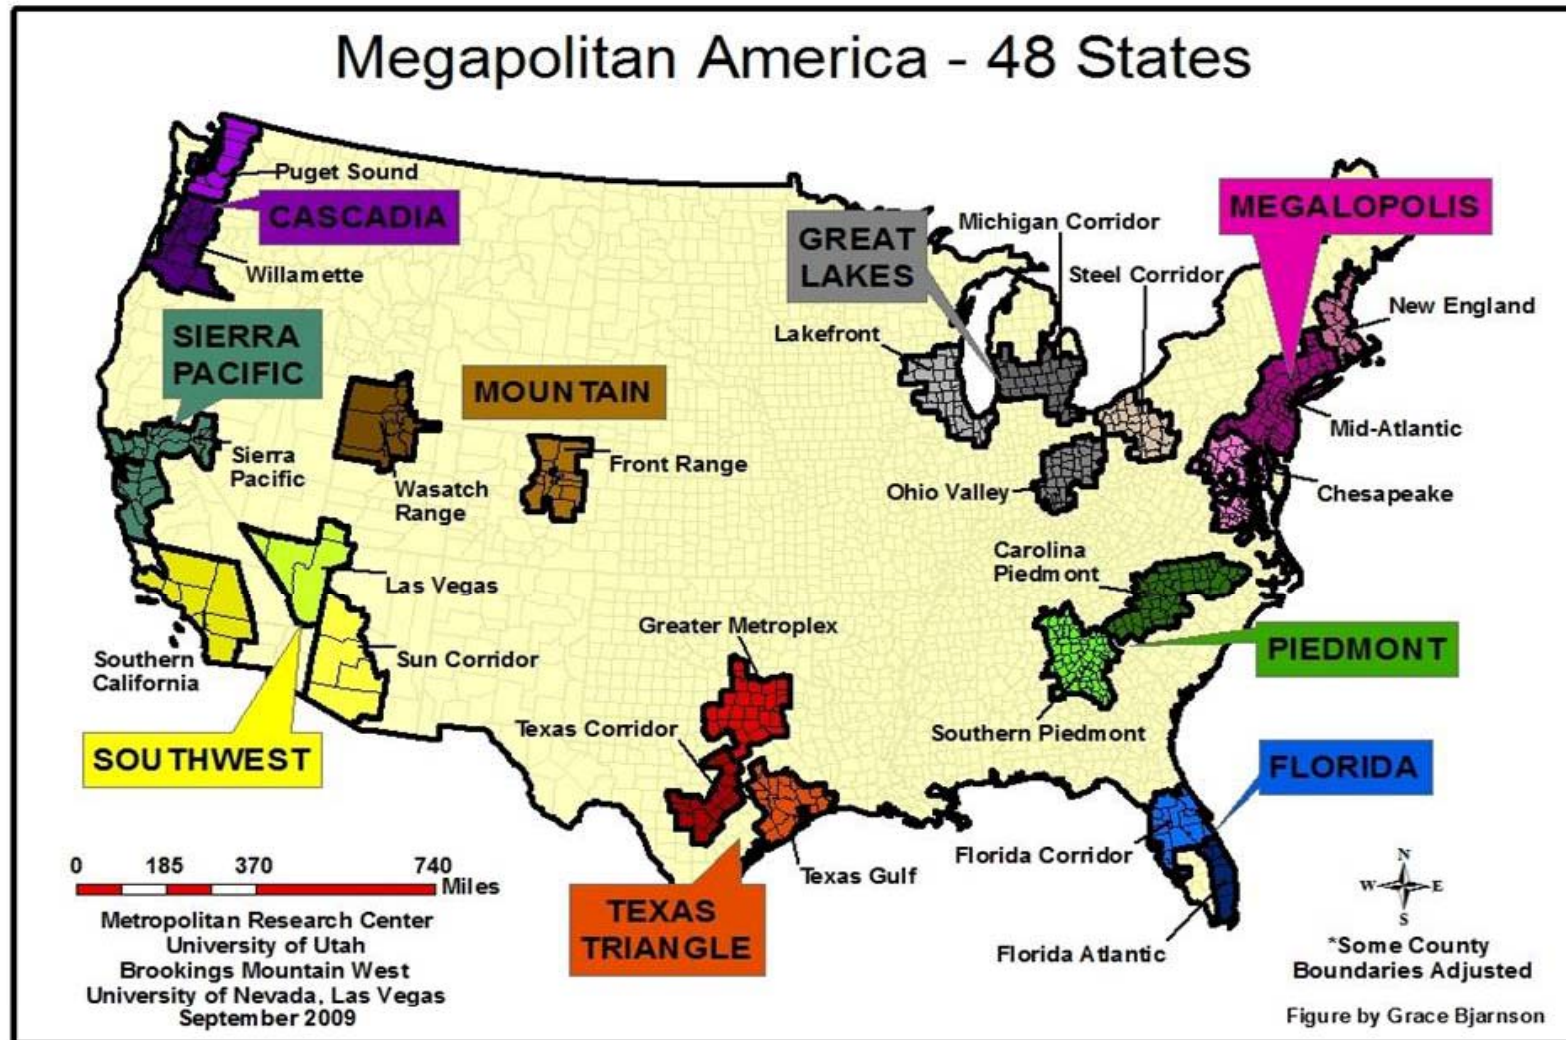 Megapolitan America - 48 States
Puget Sound
CASCADIA
Willamette
SIERRA
PACIFIC
Sierra
Pacific
MOUNTAIN
Wasatch
Range
Front Range
GREAT
LAKES
Michigan Corridor
Steel Corridor
Lakefront
Ohio Valley
MEGALOPOLIS
New England
Mid-Atlantic
Chesapeake
Carolina
Piedmont
PIEDMONT
Southern Piedmont
Las Vegas
Sun Corridor
Southern
California
SOUTHWEST
Greater Metroplex
Texas Corridor
Texas Gulf
TEXAS
TRIANGLE
FLORIDA
Florida Corridor
Florida Atlantic
0 185 370 740
Miles
Metropolitan Research Center
University of Utah
Brookings Mountain West
University of Nevada, Las Vegas
September 2009
N
W E
S
*Some County
Boundaries Adjusted
Figure by Grace Bjarnson